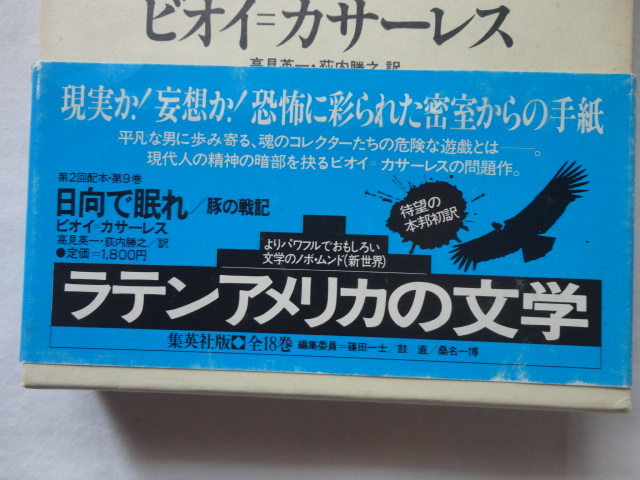 ビオイ=カサーレス
高見英一・荻内勝之 訳
現実か!妄想か!恐怖に彩られた密室からの手紙
平凡な男に歩み寄る、魂のコレクターたちの危険な遊戯とは――。
現代人の精神の暗部を抉るビオイ=カサーレスの問題作。
第2回配本・第9巻
日向で眠れ/豚の戦記
ビオイ=カサーレス
高見英一・荻内勝之/訳
●定価=1,800円
待望の
本邦初訳
よりパワフルでおもしろい
文学のノボ・ムンド(新世界)
ラテンアメリカの文学
集英社版◆全18巻 編集委員=篠田一士/鼓 直/桑名一博